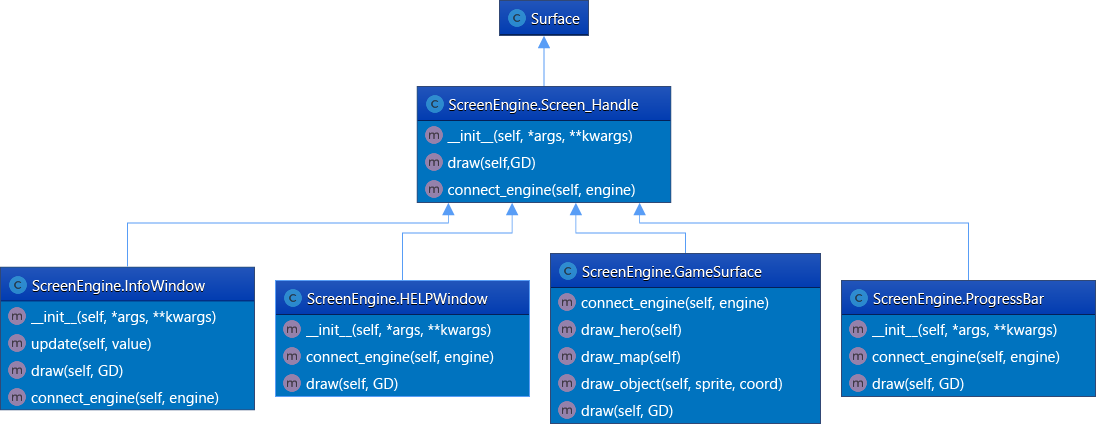 C Surface
C ScreenEngine.Screen_Handle
m __init__(self, *args, **kwargs)
m draw(self,GD)
m connect_engine(self, engine)
C ScreenEngine.InfoWindow
m __init__(self, *args, **kwargs)
m update(self, value)
m draw(self, GD)
m connect_engine(self, engine)
C ScreenEngine.HELPWindow
m __init__(self, *args, **kwargs)
m connect_engine(self, engine)
m draw(self, GD)
C ScreenEngine.GameSurface
m connect_engine(self, engine)
m draw_hero(self)
m draw_map(self)
m draw_object(self, sprite, coord)
m draw(self, GD)
C ScreenEngine.ProgressBar
m __init__(self, *args, **kwargs)
m connect_engine(self, engine)
m draw(self, GD)